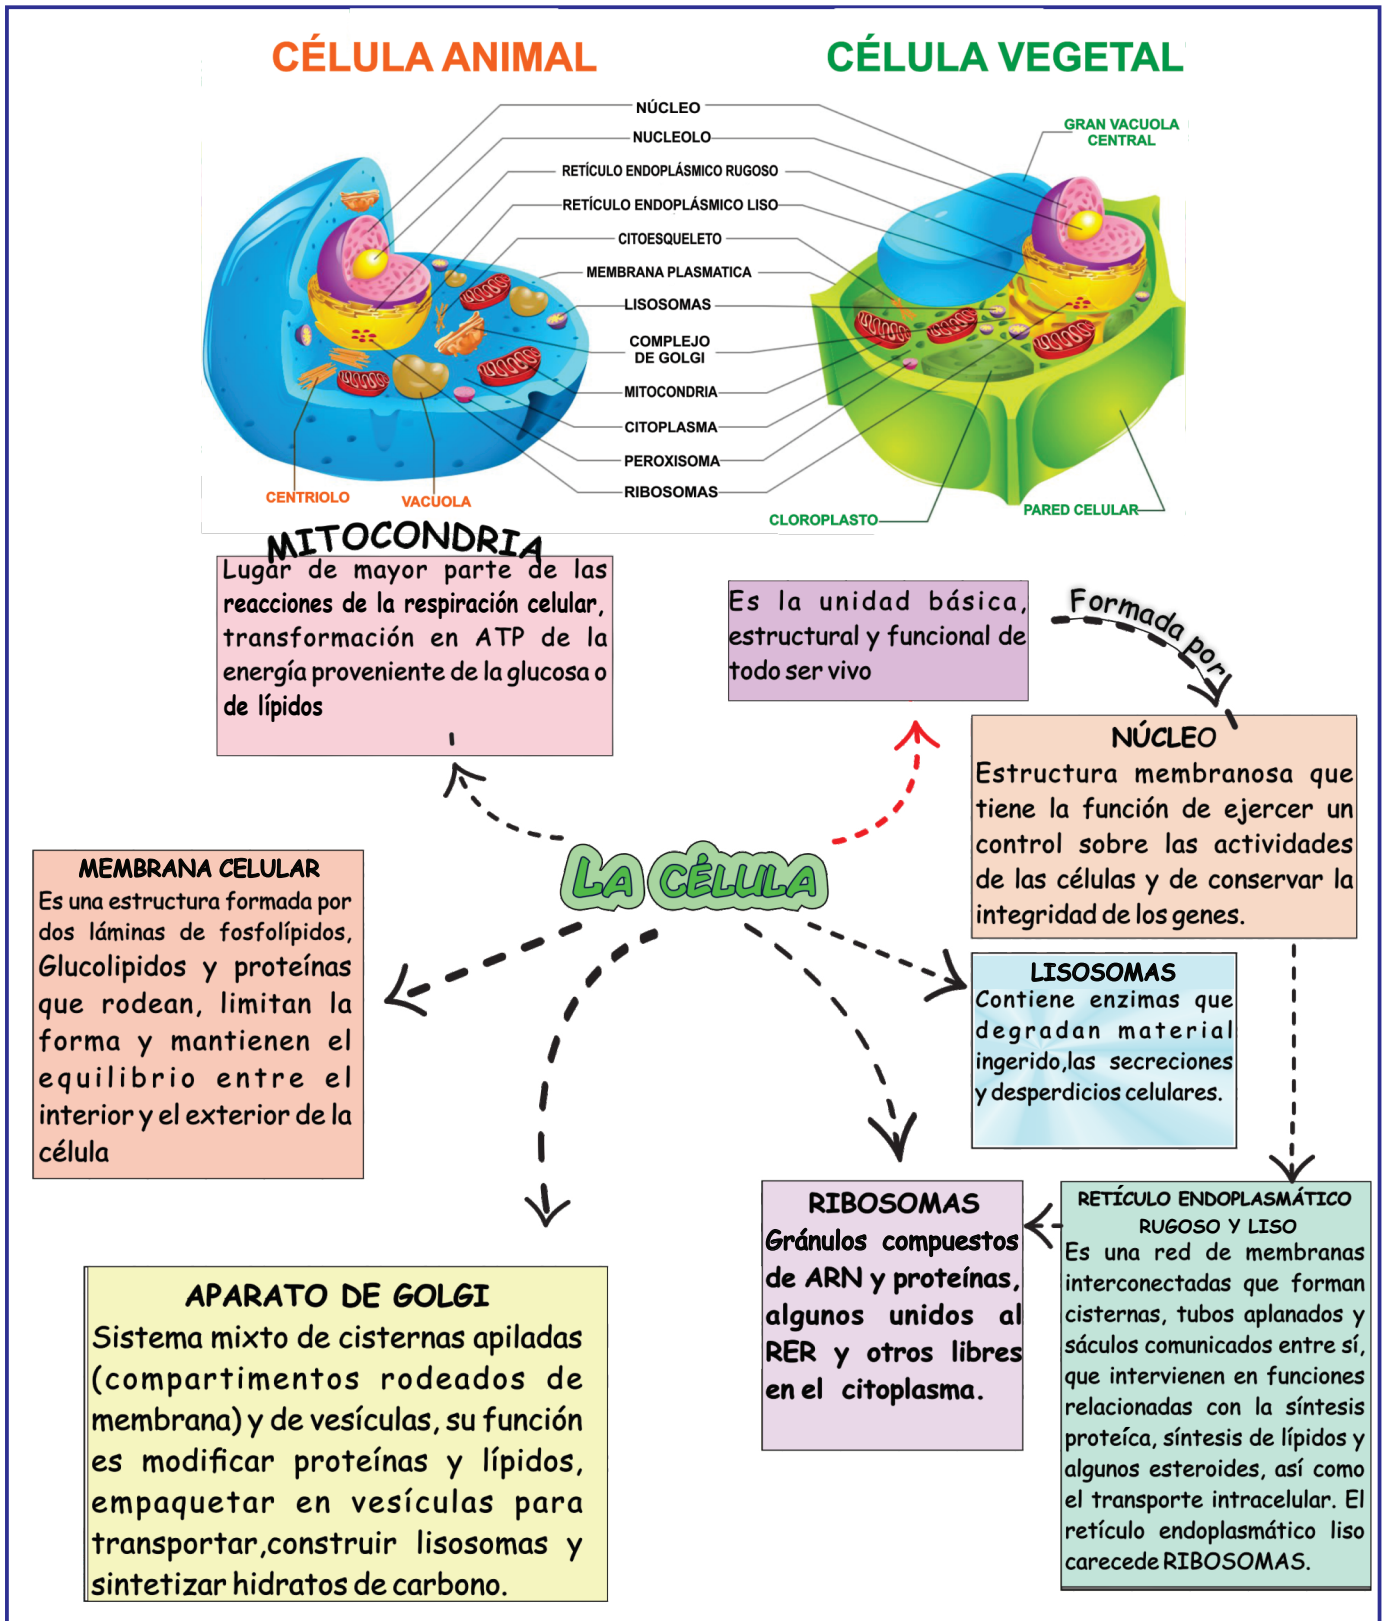 CÉLULA ANIMAL
CÉLULA VEGETAL
NÚCLEO
NUCLEOLO
RETÍCULO ENDOPLÁSMICO RUGOSO
RETÍCULO ENDOPLÁSMICO LISO
CITOESQUELETO
MEMBRANA PLASMATICA
LISOSOMAS
COMPLEJO
DE GOLGI
MITOCONDRIA
CITOPLASMA
PEROXISOMA
RIBOSOMAS
CENTRIOLO
VACUOLA
GRAN VACUOLA
CENTRAL
CLOROPLASTO
PARED CELULAR
MITOCONDRIA
Lugar de mayor parte de las
reacciones de la respiración celular,
transformación en ATP de la
energía proveniente de la glucosa o
de lípidos
Es la unidad básica,
estructural y funcional de
todo ser vivo
Formada por
NÚCLEO
Estructura membranosa que
tiene la función de ejercer un
control sobre las actividades
de las células y de conservar la
integridad de los genes.
LA CÉLULA
MEMBRANA CELULAR
Es una estructura formada por
dos láminas de fosfolípidos,
Glucolipidos y proteínas
que rodean, limitan la
forma y mantienen el
equilibrio entre el
interior y el exterior de la
célula
LISOSOMAS
Contiene enzimas que
degradan material
ingerido,las secreciones
y desperdicios celulares.
RIBOSOMAS
Gránulos compuestos
de ARN y proteínas,
algunos unidos al
RER y otros libres
en el citoplasma.
RETÍCULO ENDOPLASMÁTICO
RUGOSO Y LISO
Es una red de membranas
interconectadas que forman
cisternas, tubos aplanados y
sáculos comunicados entre sí,
que intervienen en funciones
relacionadas con la síntesis
proteíca, síntesis de lípidos y
algunos esteroides, así como
el transporte intracelular. El
retículo endoplasmático liso
carecede RIBOSOMAS.
APARATO DE GOLGI
Sistema mixto de cisternas apiladas
(compartimentos rodeados de
membrana) y de vesículas, su función
es modificar proteínas y lípidos,
empaquetar en vesículas para
transportar,construir lisosomas y
sintetizar hidratos de carbono.